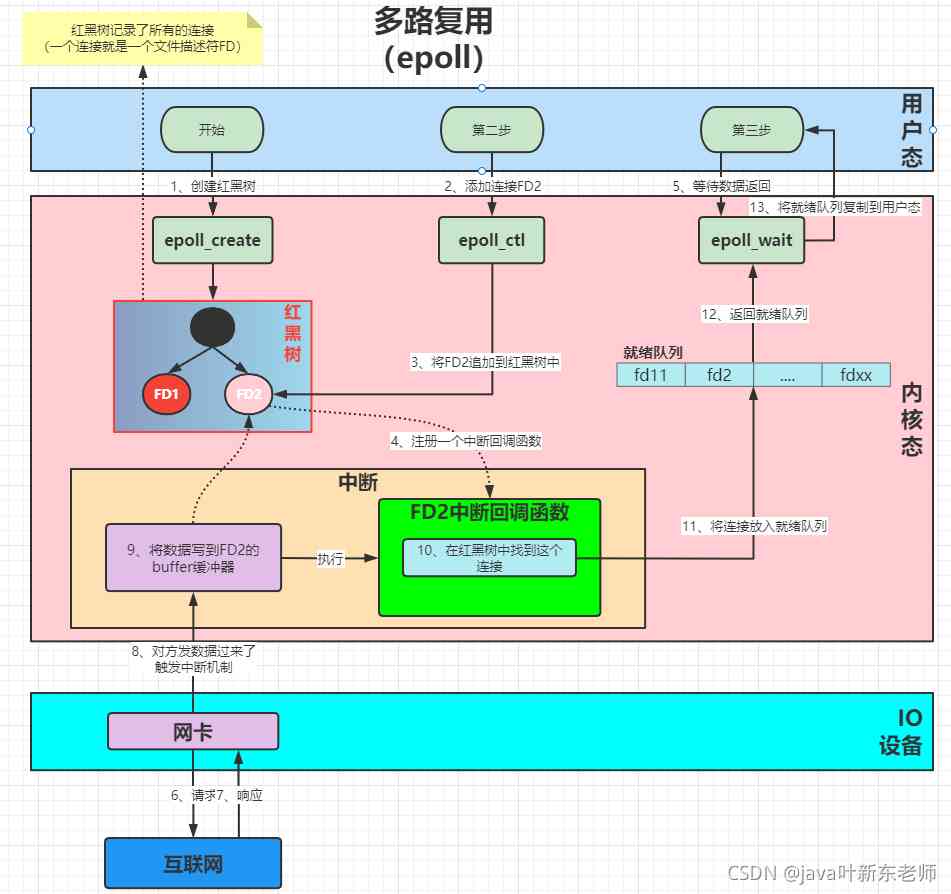 红黑树记录了所有的连接
（一个连接就是一个文件描述符FD）
多路复用
（epoll）
用户态
开始
第二步
第三步
1、创建红黑树
2、添加连接FD2
5、等待数据返回
13、将就绪队列复制到用户态
epoll_create
epoll_ctl
epoll_wait
红黑树
FD1
FD2
3、将FD2追加到红黑树中
12、返回就绪队列
就绪队列
fd11
fd2
....
fdxx
内核态
4、注册一个中断回调函数
中断
FD2中断回调函数
9、将数据写到FD2的
buffer缓冲器
执行
10、在红黑树中找到这个
连接
11、将连接放入就绪队列
8、对方发数据过来了
触发中断机制
网卡
IO
设备
6、请求
7、响应
互联网
CSDN @java叶新东老师